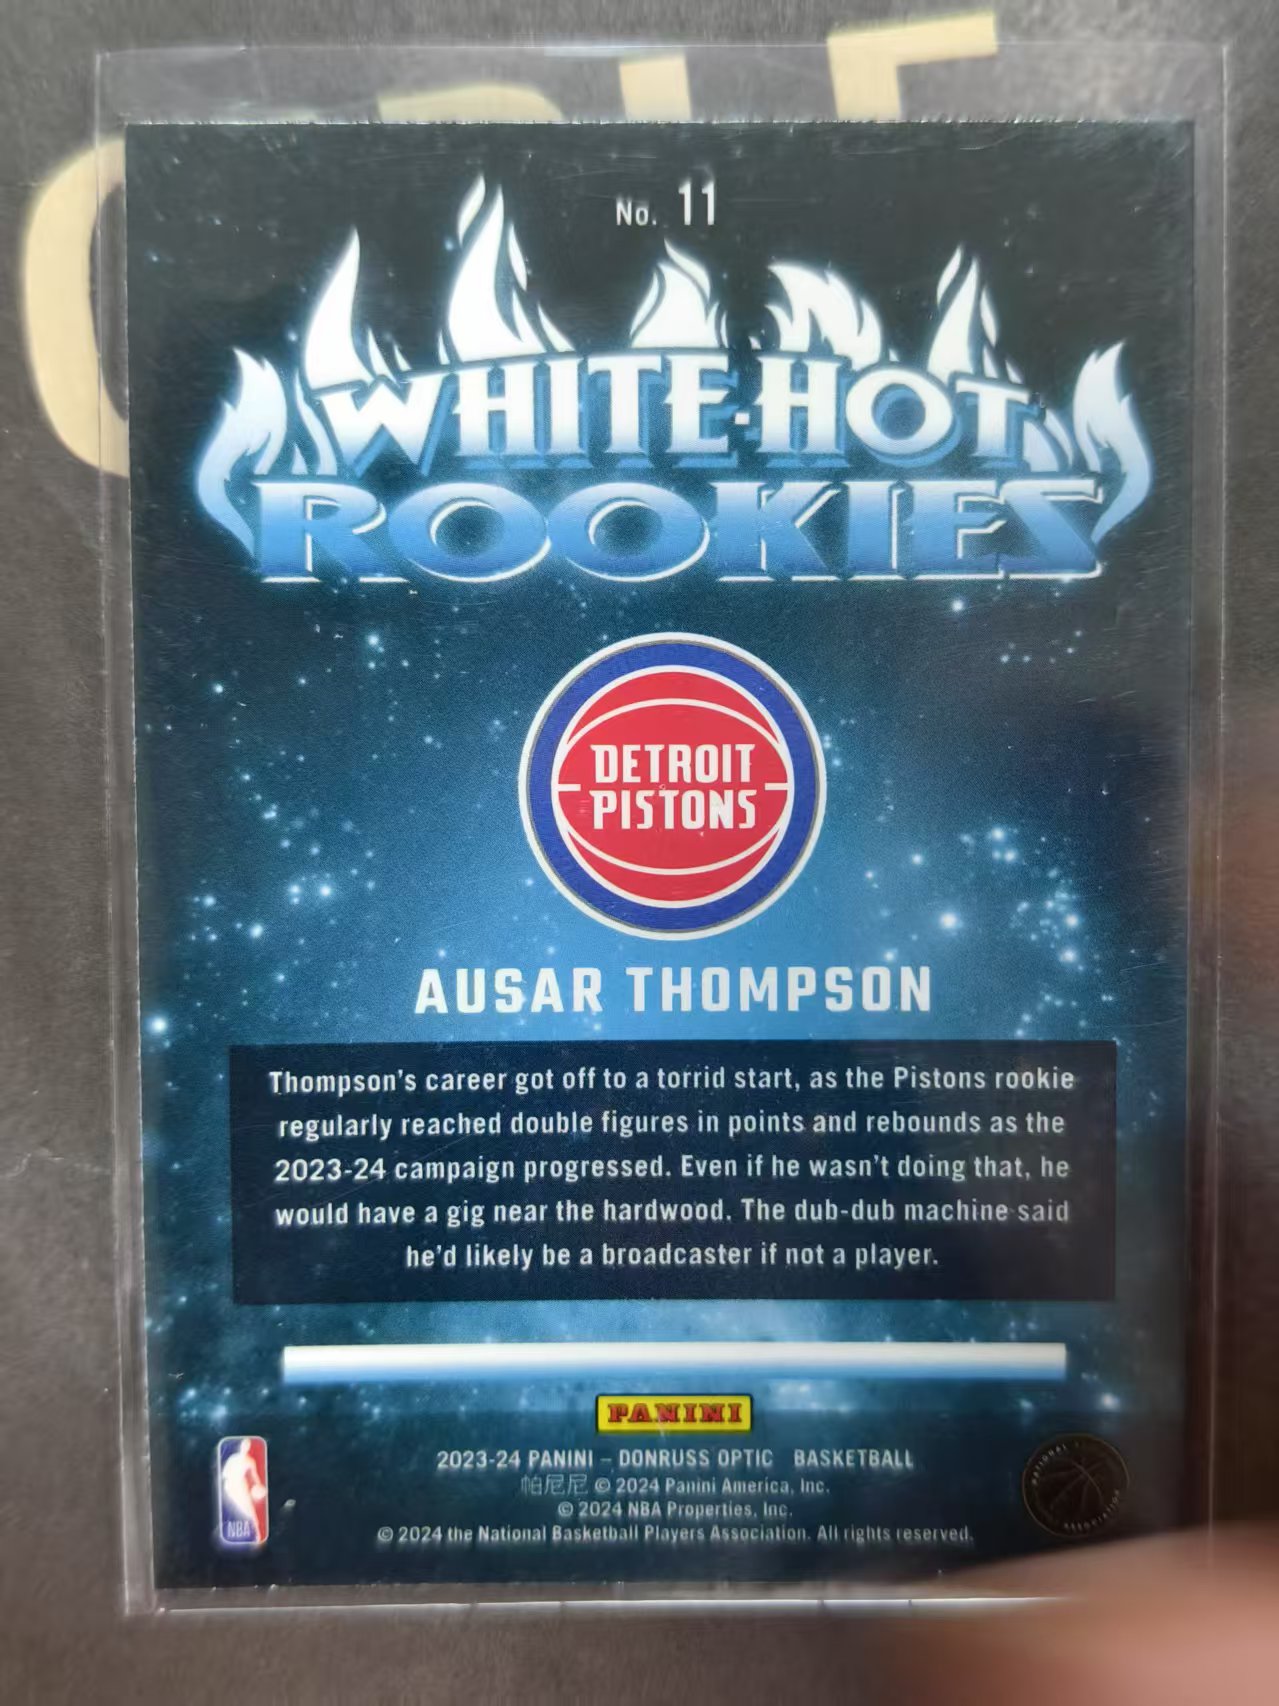 No. 11
WHITE-HOT
ROOKIES
DETROIT
PISTONS
AUSAR THOMPSON
Thompson's career got off to a torrid start, as the Pistons rookie
regularly reached double figures in points and rebounds as the
2023-24 campaign progressed. Even if he wasn't doing that, he
would have a gig near the hardwood. The dub-dub machine said
he'd likely be a broadcaster if not a player.
PANINI
2023-24 PANINI – DONRUSS OPTIC BASKETBALL
帕尼尼 © 2024 Panini America, Inc.
© 2024 NBA Properties, Inc.
© 2024 the National Basketball Players Association. All rights reserved.
NBA